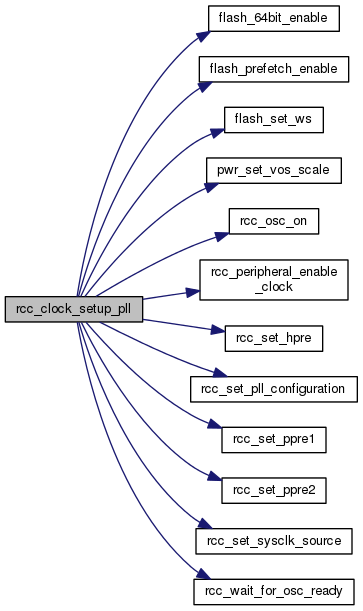 flash_64bit_enable
flash_prefetch_enable
flash_set_ws
pwr_set_vos_scale
rcc_osc_on
rcc_peripheral_enable
_clock
rcc_clock_setup_pll
rcc_set_hpre
rcc_set_pll_configuration
rcc_set_ppre1
rcc_set_ppre2
rcc_set_sysclk_source
rcc_wait_for_osc_ready